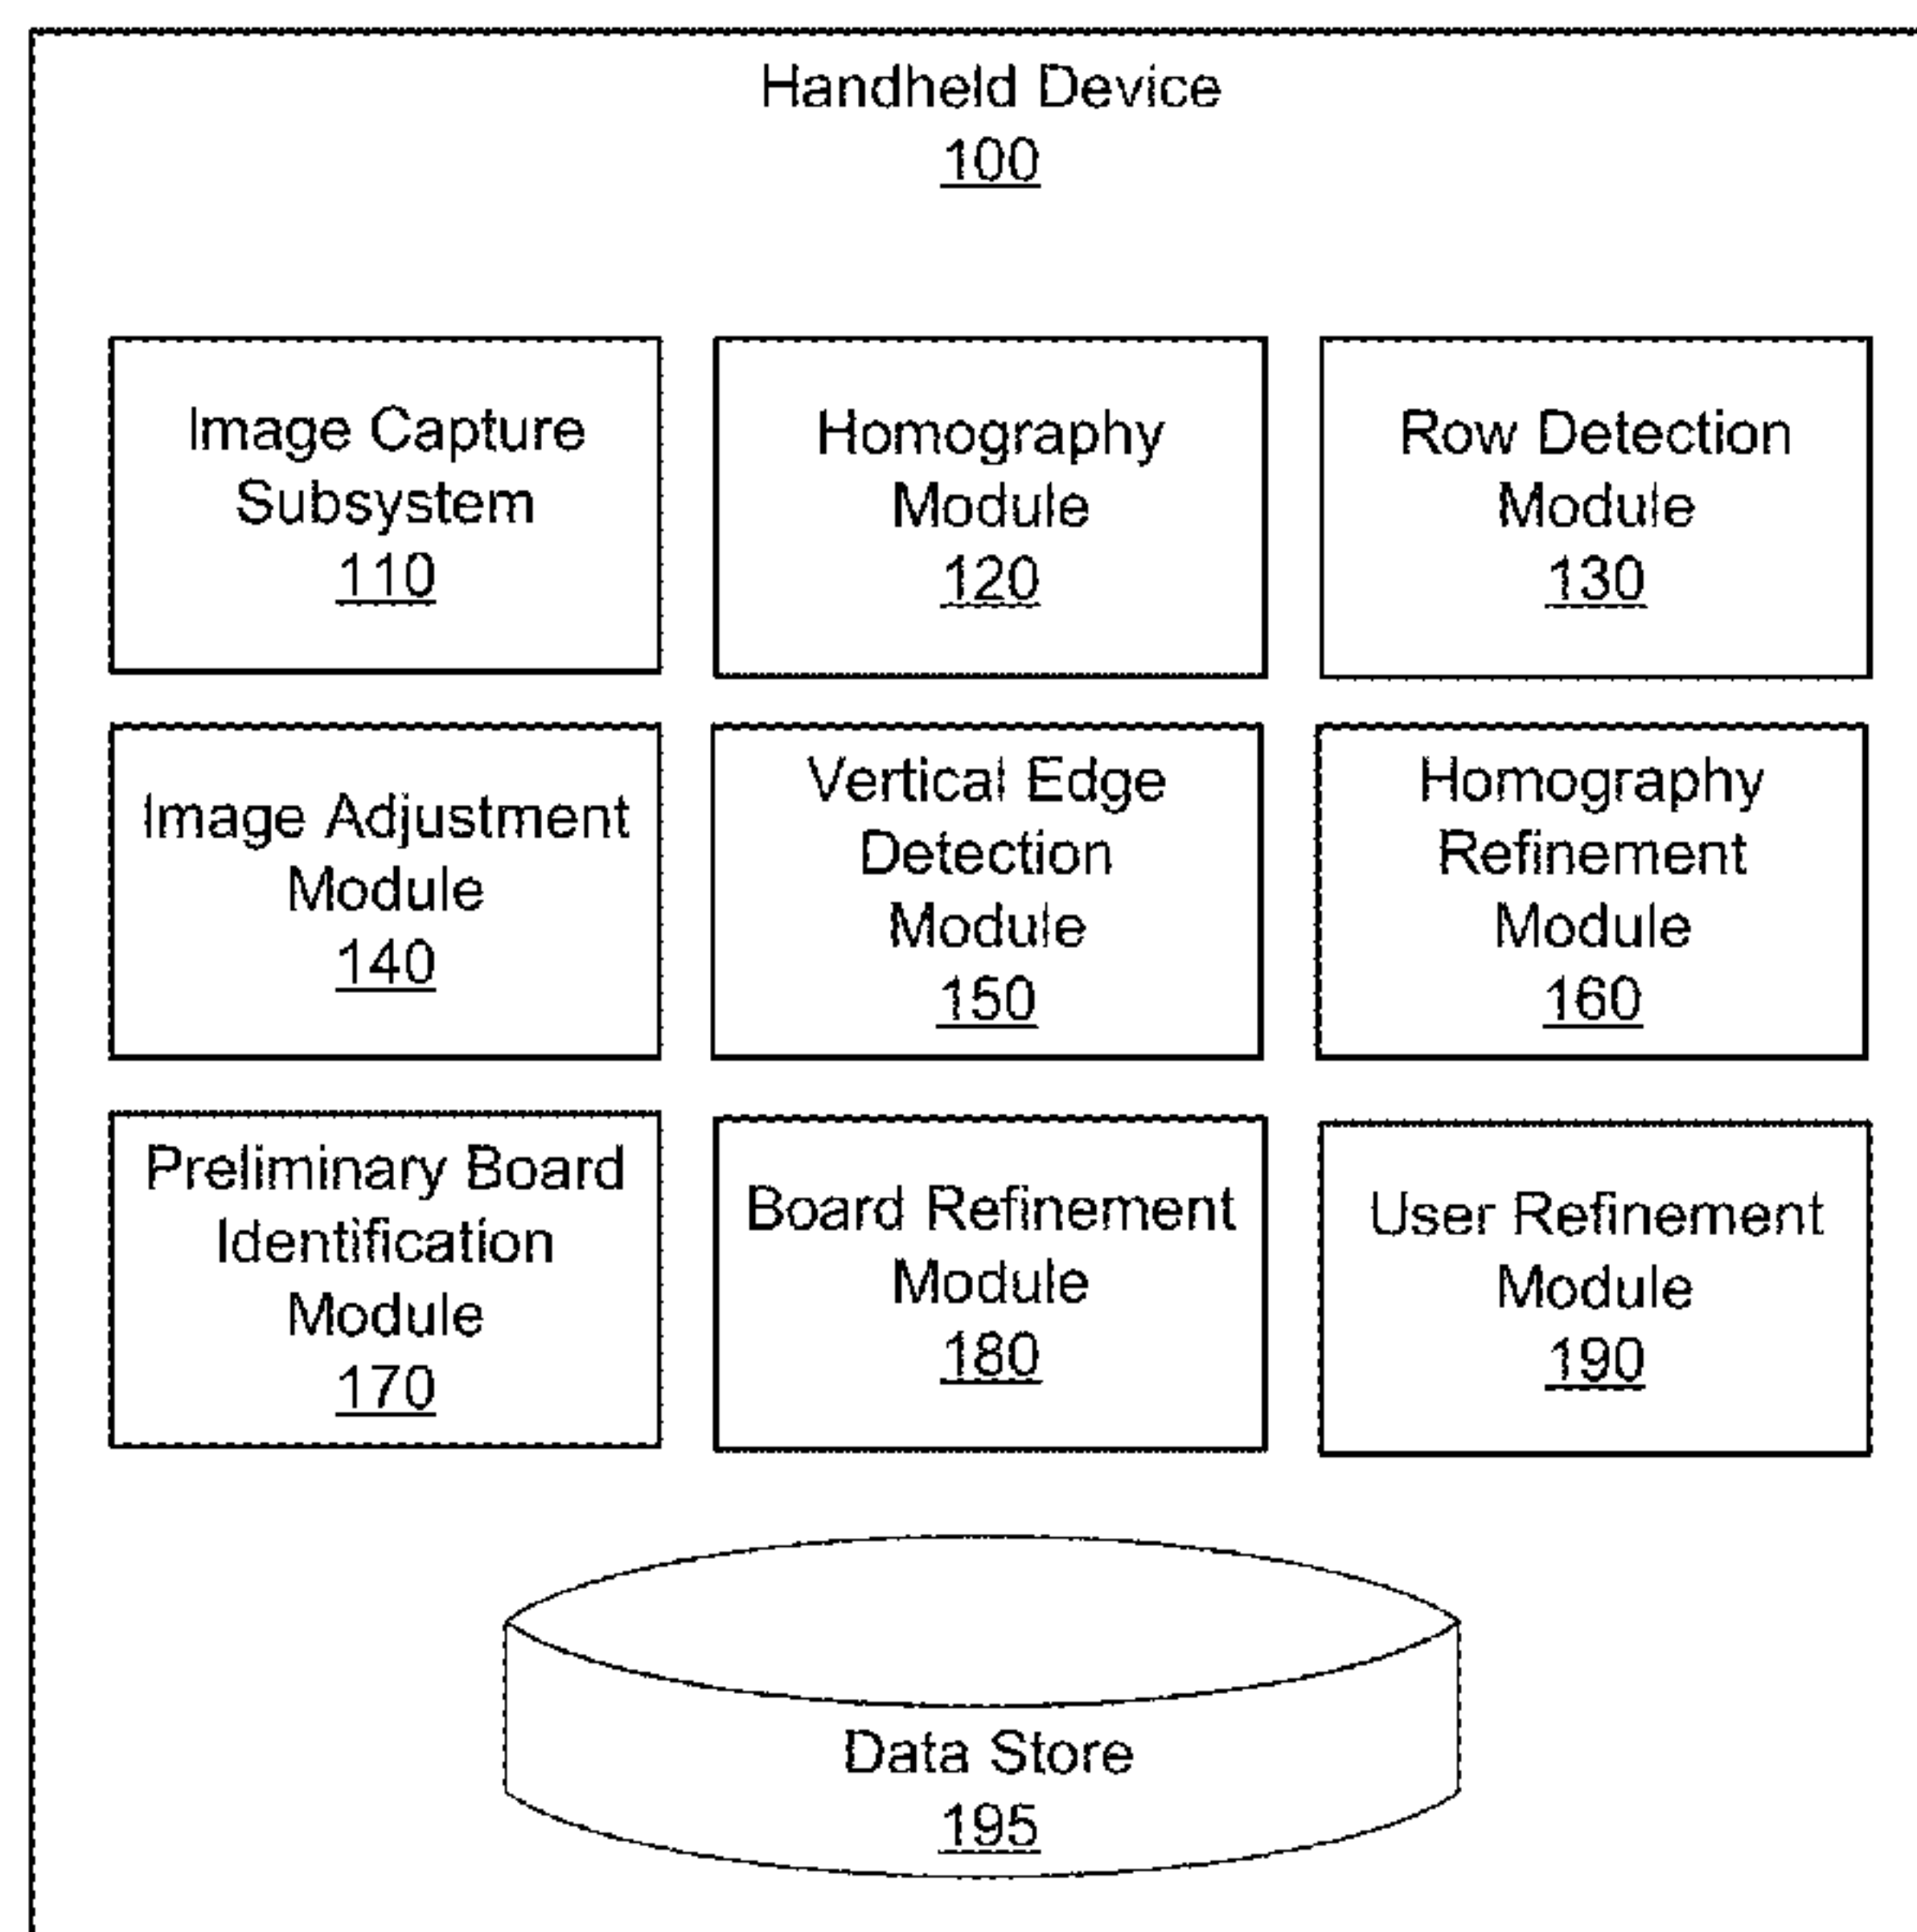 Handheld Device
100
Image Capture
Subsystem
110
Homography
Module
120
Row Detection
Module
130
Image Adjustment
Module
140
Vertical Edge
Detection
Module
150
Homography
Refinement
Module
160
Preliminary Board
Identification
Module
170
Board Refinement
Module
180
User Refinement
Module
190
Data Store
195